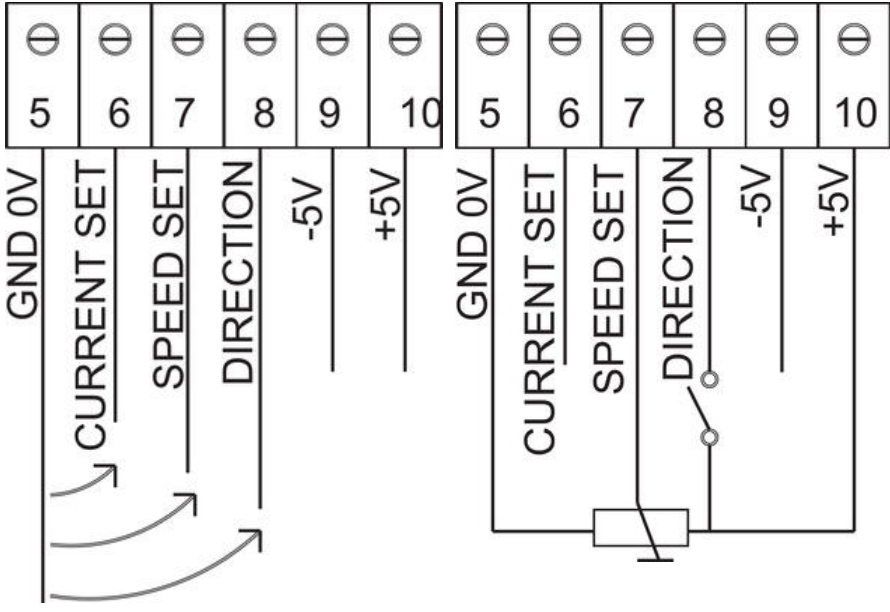 5 6 7 8 9 10
GND 0V
CURRENT SET
SPEED SET
DIRECTION
-5V
+5V
5 6 7 8 9 10
GND 0V
CURRENT SET
SPEED SET
DIRECTION
-5V
+5V